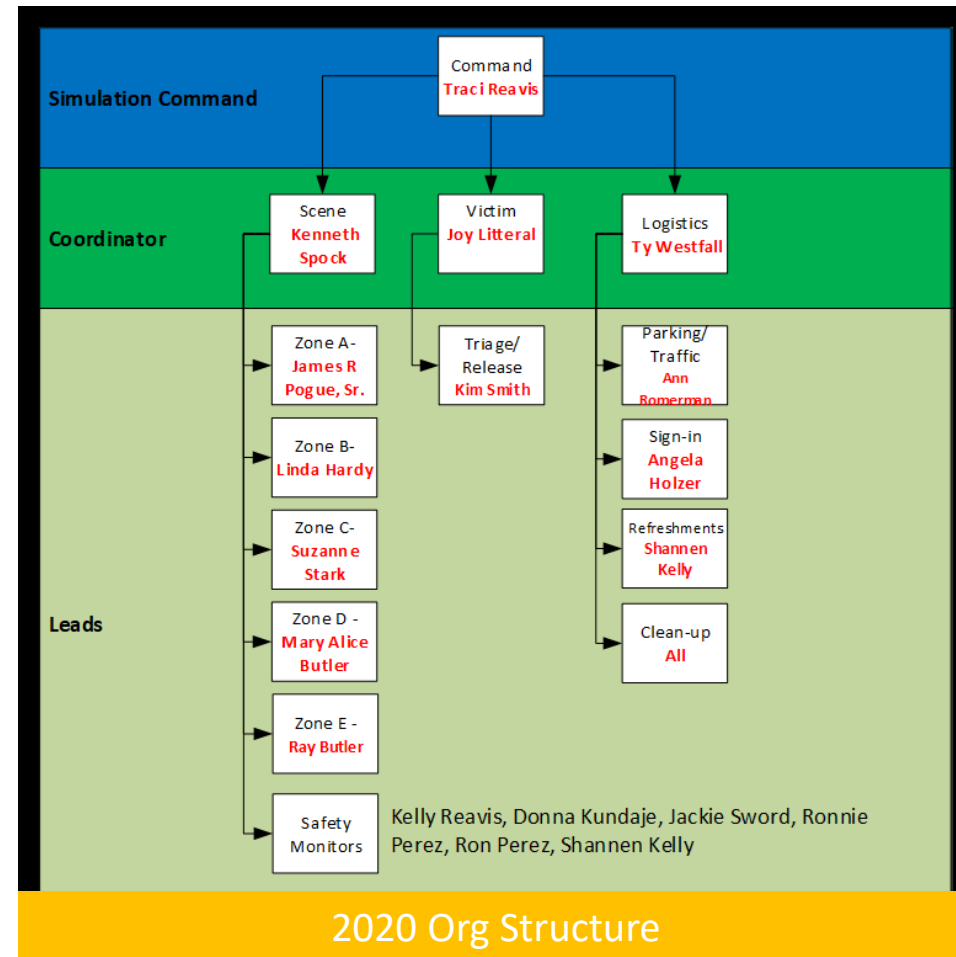 Simulation Command
Command
Traci Reavis
Coordinator
Scene
Kenneth
Spock
Victim
Joy Litteral
Logistics
Ty Westfall
Leads
Zone A-
James R
Pogue, Sr.
Zone B-
Linda Hardy
Zone C-
Suzanne
Stark
Zone D -
Mary Alice
Butler
Zone E -
Ray Butler
Safety
Monitors
Kelly Reavis, Donna Kundaje, Jackie Sword, Ronnie
Perez, Ron Perez, Shannen Kelly
Triage/
Release
Kim Smith
Parking/
Traffic
Ann
Romerman
Sign-in
Angela
Holzer
Refreshments
Shannen
Kelly
Clean-up
All
2020 Org Structure